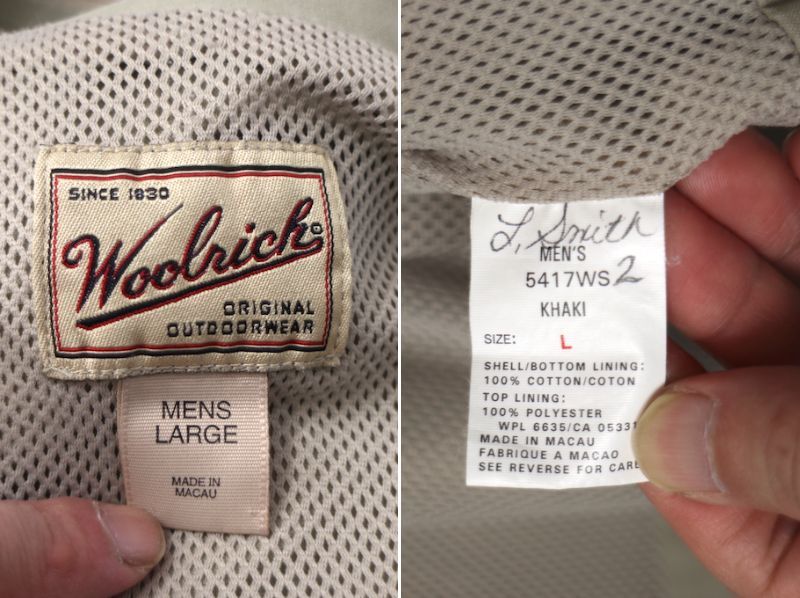 SINCE 1830
Woolrich®
ORIGINAL
OUTDOORWEAR
MENS
LARGE
MADE IN
MACAU
L. Smith
MEN'S
5417WS 2
KHAKI
SIZE: L
SHELL/BOTTOM LINING:
100% COTTON/COTON
TOP LINING:
100% POLYESTER
WPL 6635/CA 05331
MADE IN MACAU
FABRIQUE A MACAO
SEE REVERSE FOR CARE